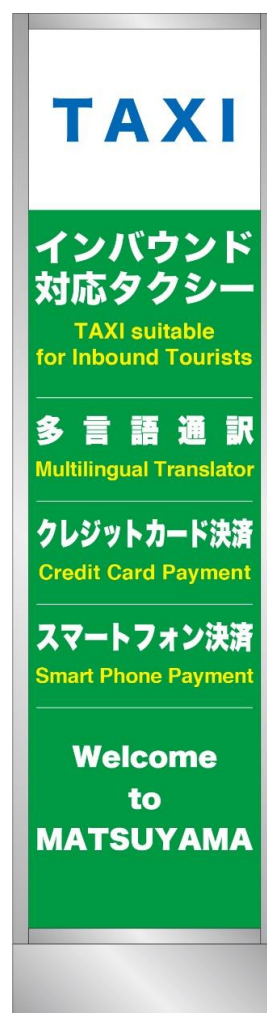 TAXI
インバウンド
対応タクシー
TAXI suitable
for Inbound Tourists
多言語通訳
Multilingual Translator
クレジットカード決済
Credit Card Payment
スマートフォン決済
Smart Phone Payment
Welcome
to
MATSUYAMA